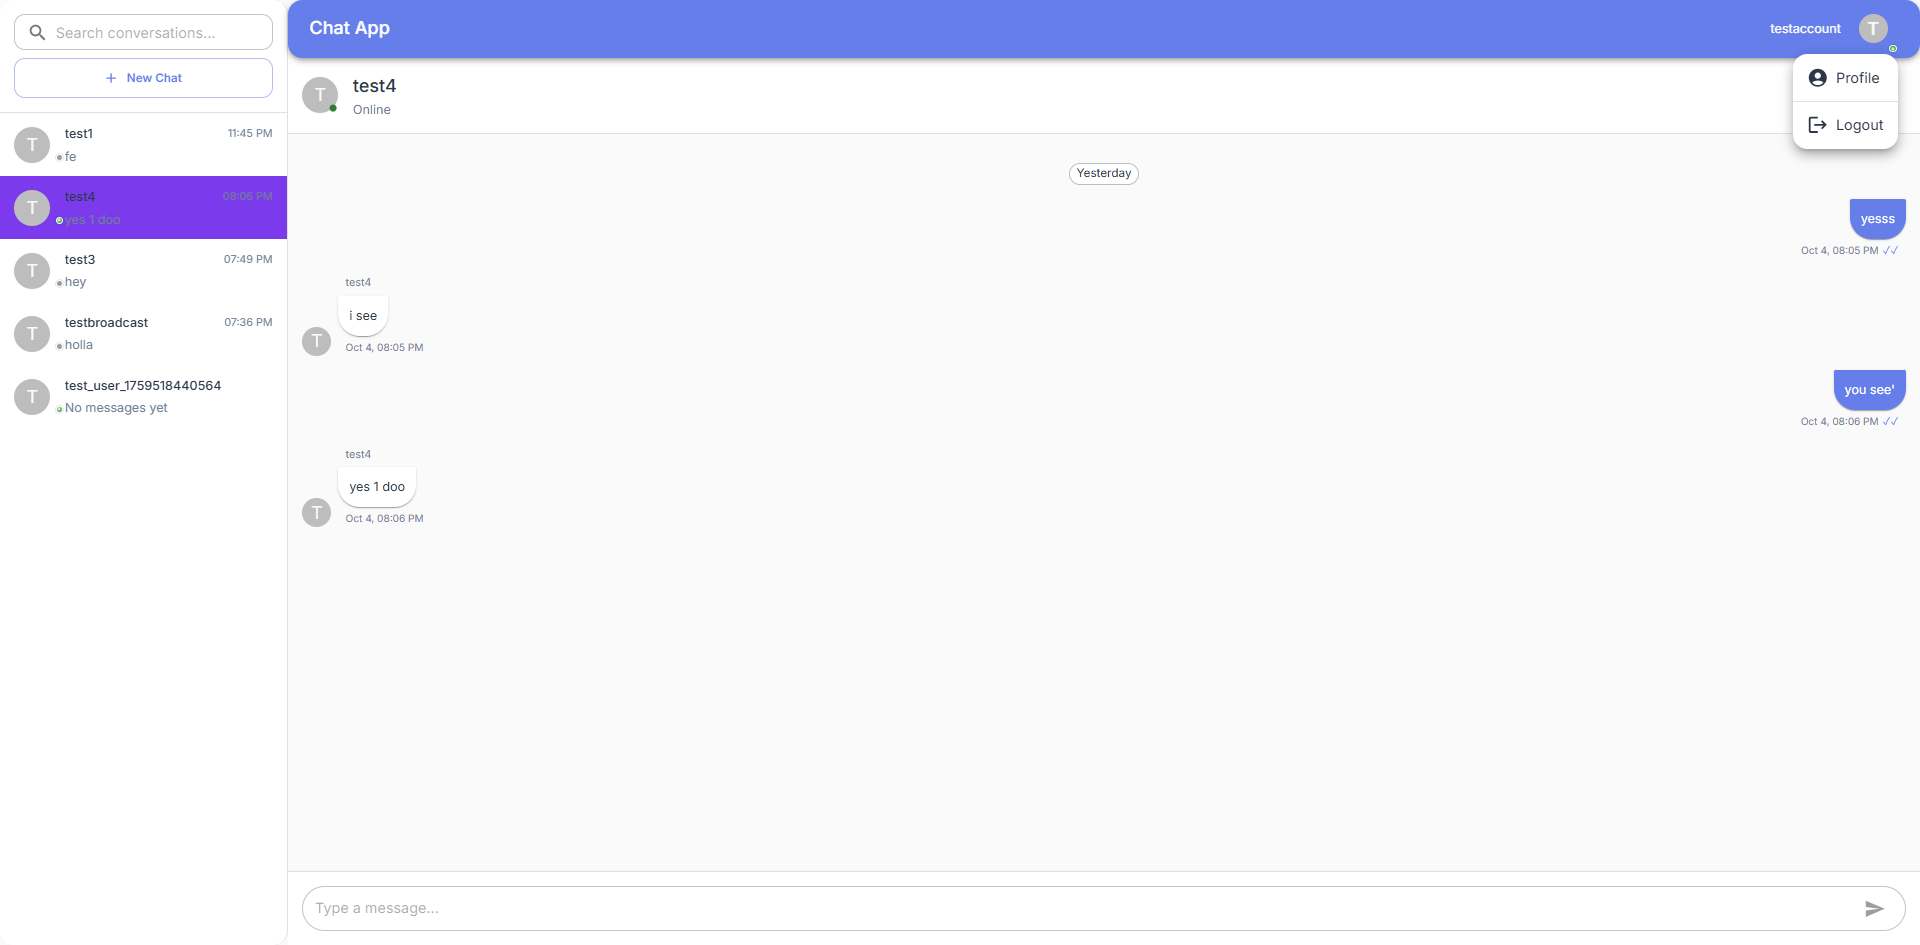 Search conversations...
New Chat
T
test1
11:45 PM
fe
T
test4
08:06 PM
yes 1 doo
T
test3
07:49 PM
hey
T
testbroadcast
07:36 PM
holla
T
test_user_1759518440564
No messages yet
Chat App
testaccount
T
Profile
Logout
T
test4
Online
Yesterday
yesss
Oct 4, 08:05 PM ✓✓
test4
i see
T
Oct 4, 08:05 PM
you see'
Oct 4, 08:06 PM ✓✓
test4
yes 1 doo
T
Oct 4, 08:06 PM
Type a message...